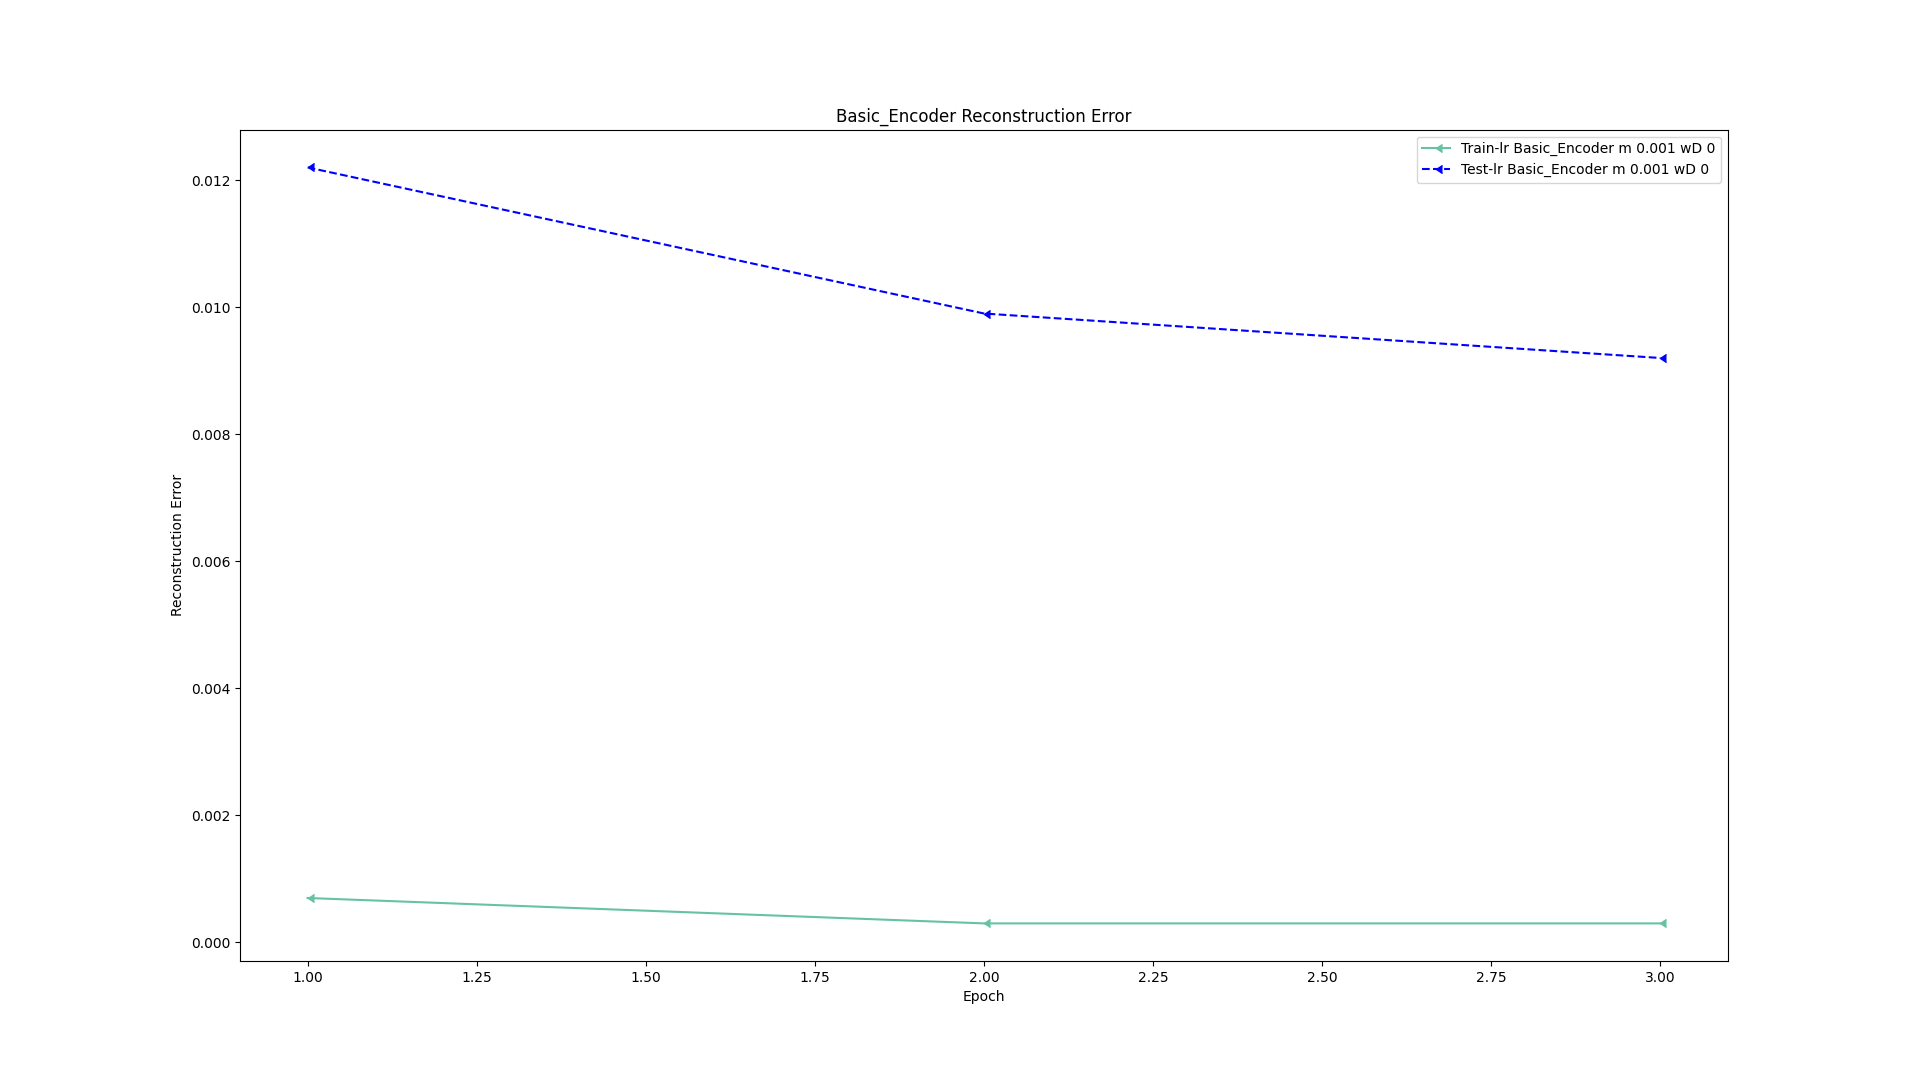 Basic_Encoder Reconstruction Error
Train-lr Basic_Encoder m 0.001 wD 0
Test-lr Basic_Encoder m 0.001 wD 0
Reconstruction Error
0.012
0.010
0.008
0.006
0.004
0.002
0.000
1.00 1.25 1.50 1.75 2.00 2.25 2.50 2.75 3.00
Epoch